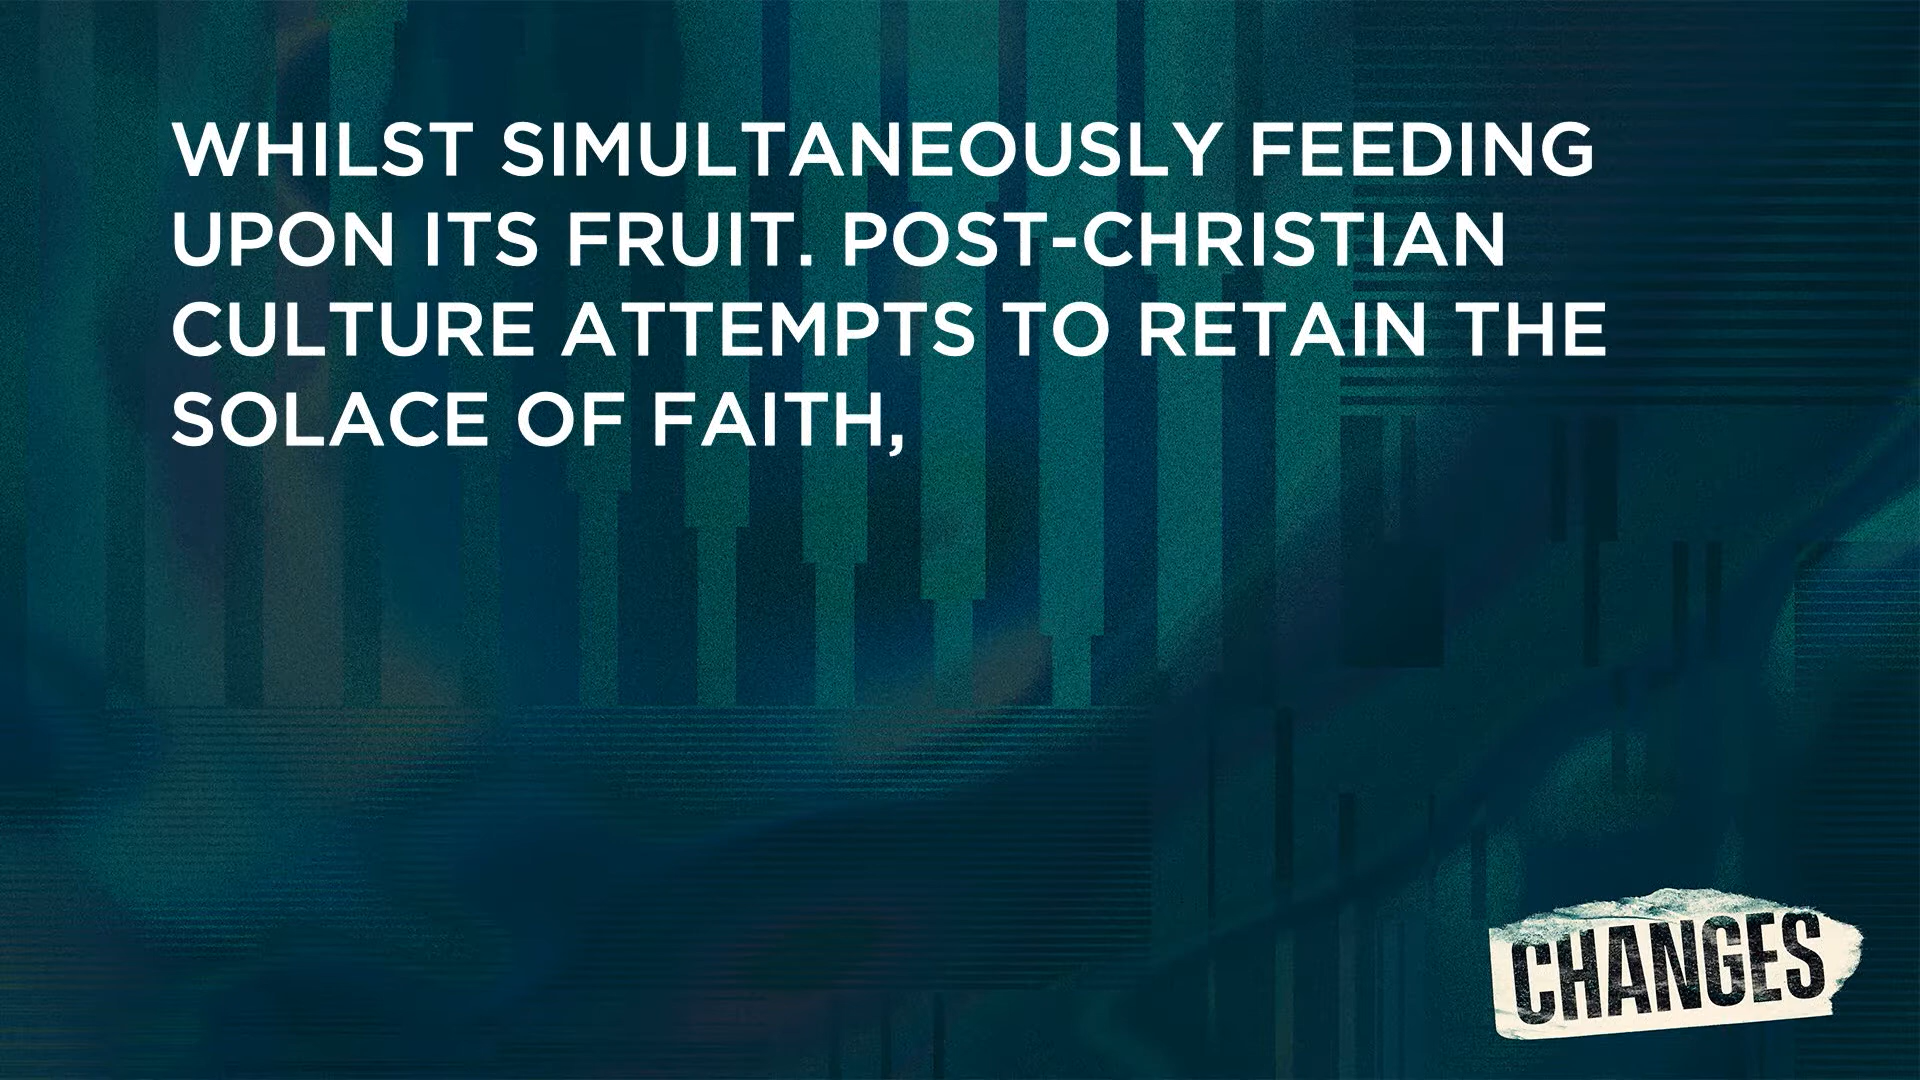 WHILST SIMULTANEOUSLY FEEDING
UPON ITS FRUIT. POST-CHRISTIAN
CULTURE ATTEMPTS TO RETAIN THE
SOLACE OF FAITH,
CHANGES